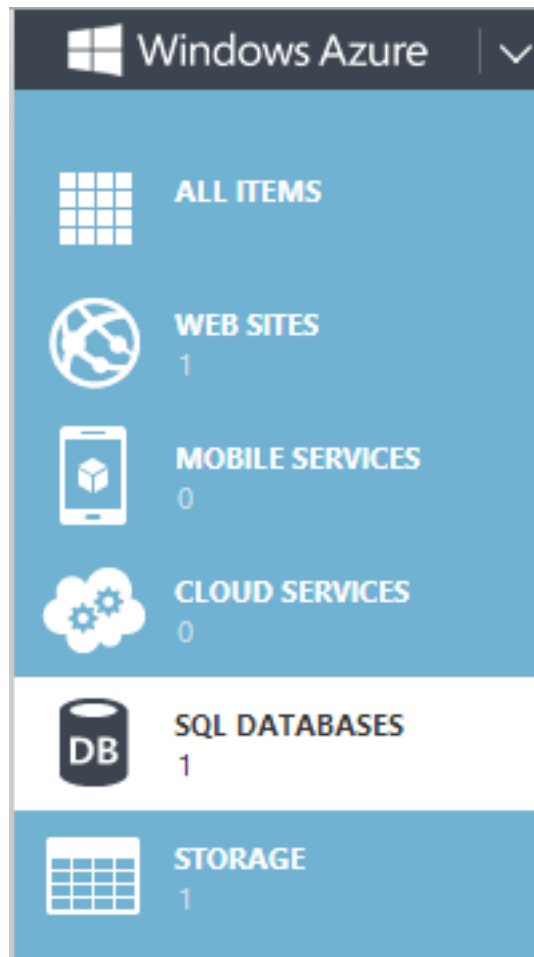 Windows Azure
ALL ITEMS
WEB SITES
1
MOBILE SERVICES
0
CLOUD SERVICES
0
DB
SQL DATABASES
1
STORAGE
1